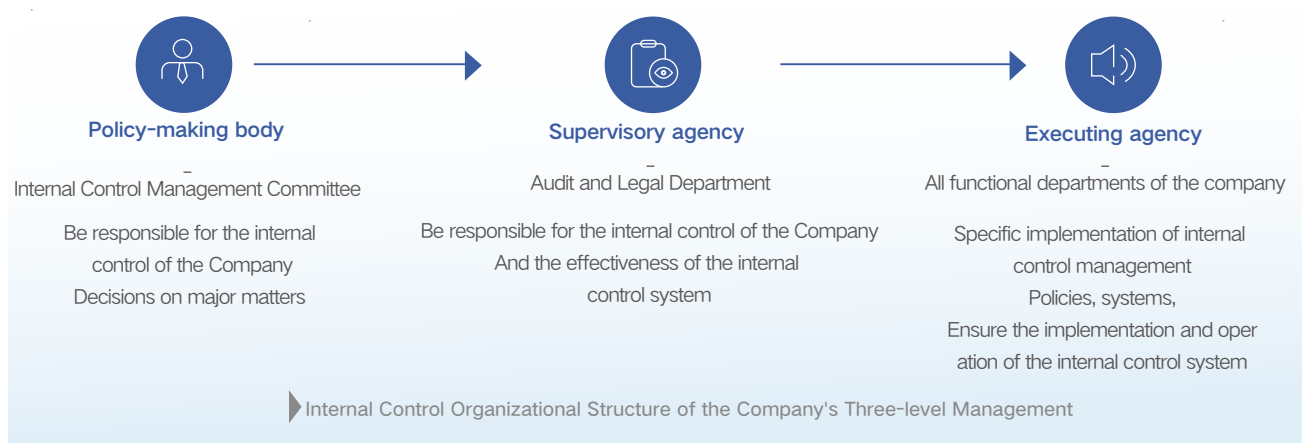 Policy-making body
–
Internal Control Management Committee
Be responsible for the internal
control of the Company
Decisions on major matters
Supervisory agency
–
Audit and Legal Department
Be responsible for the internal control of the Company
And the effectiveness of the internal
control system
Executing agency
–
All functional departments of the company
Specific implementation of internal
control management
Policies, systems,
Ensure the implementation and oper
ation of the internal control system
Internal Control Organizational Structure of the Company's Three-level Management